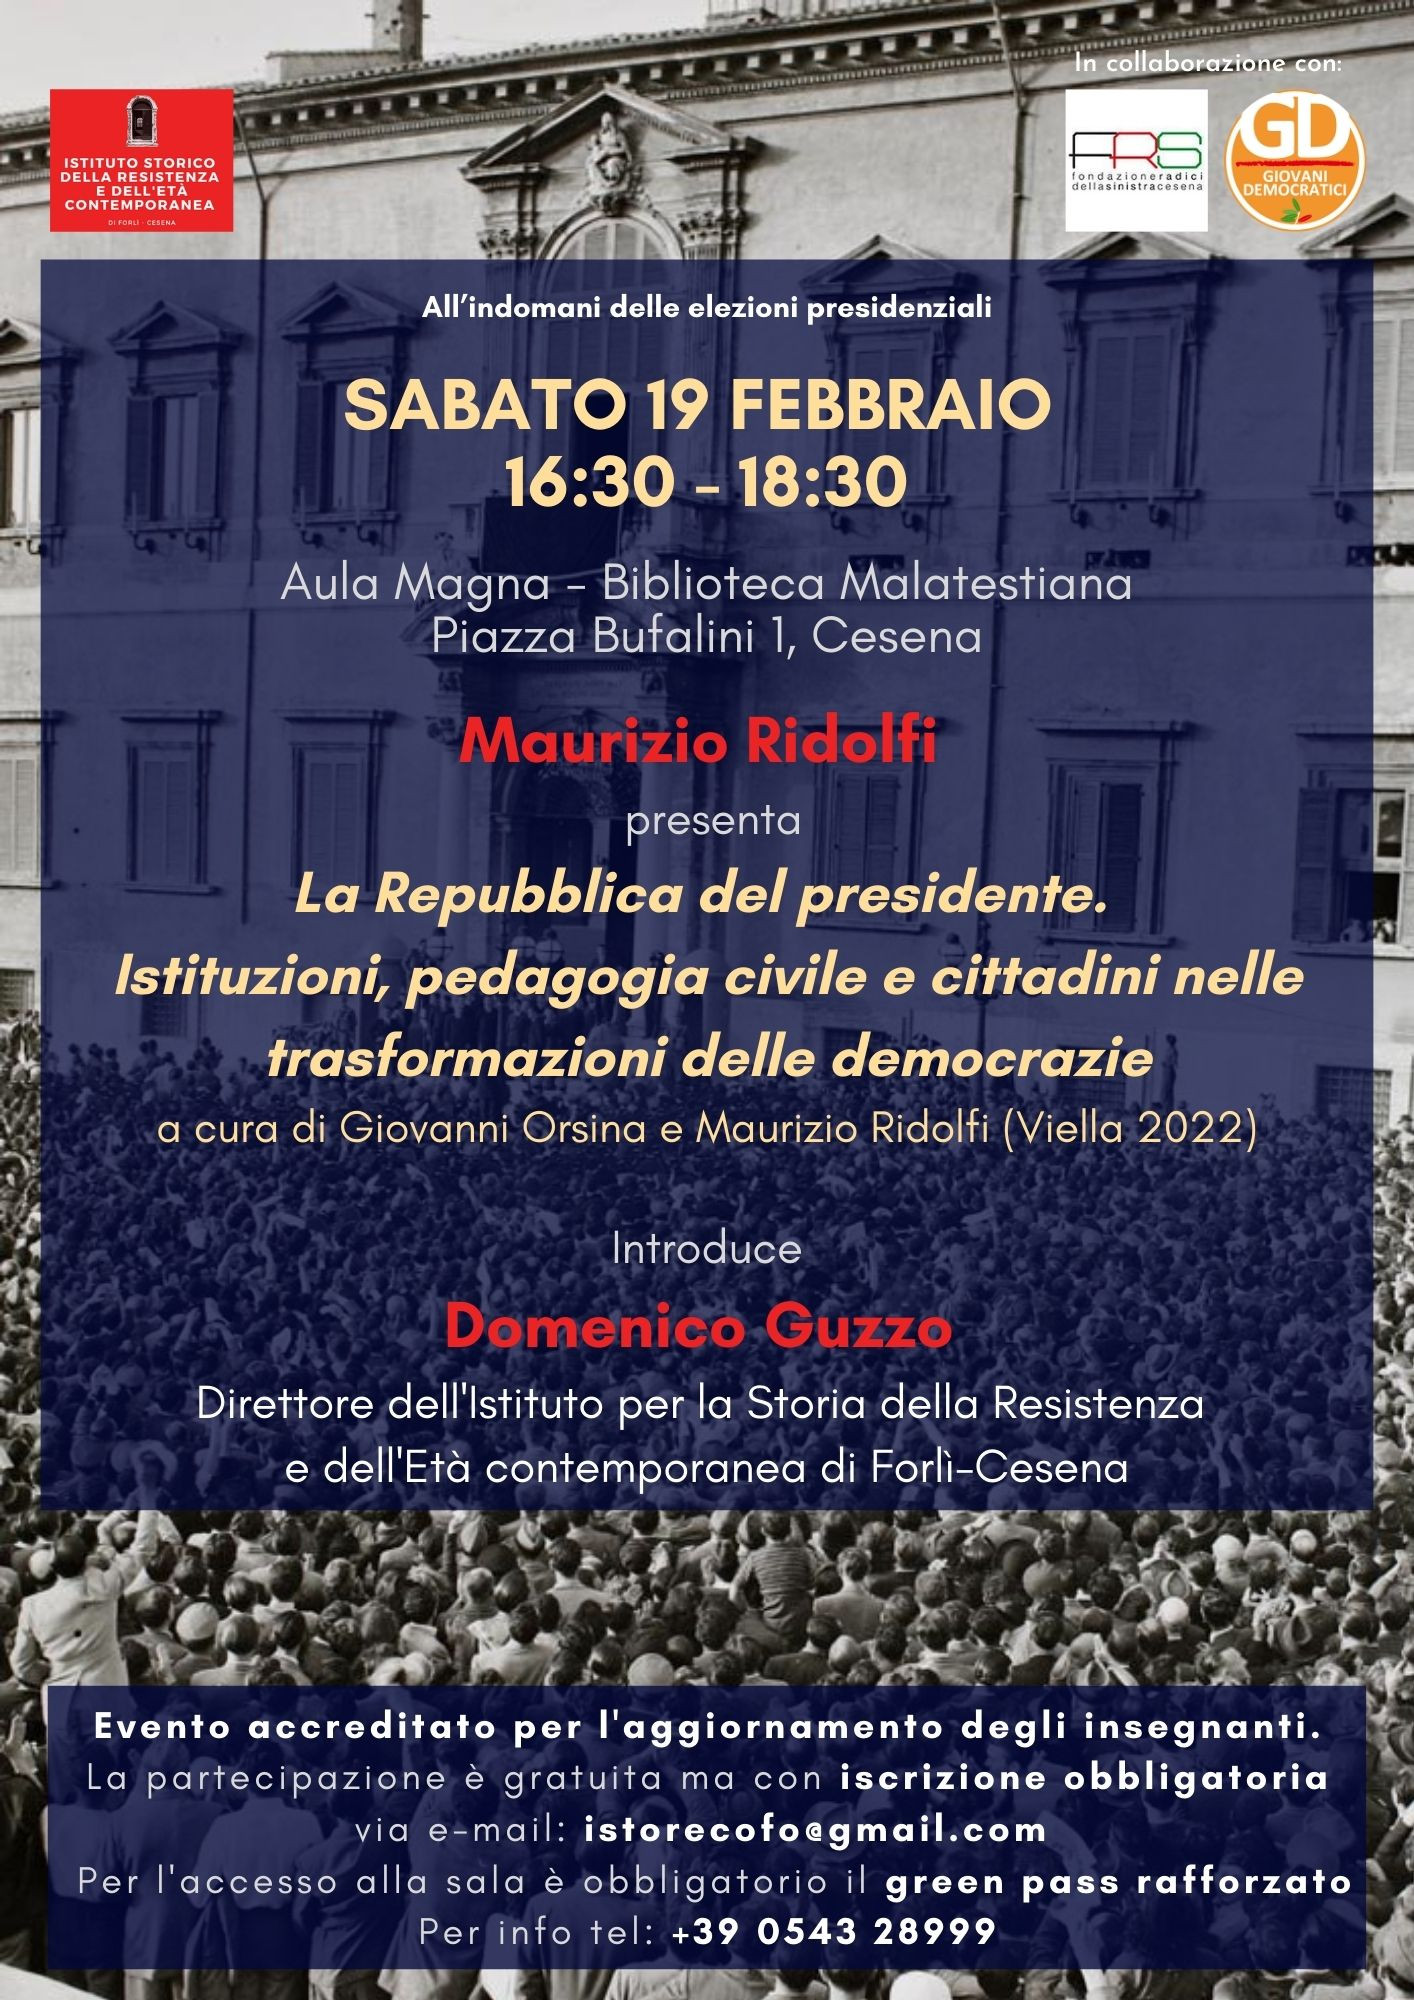 In collaborazione con:
ISTITUTO STORICO
DELLA RESISTENZA
E DELL'ETÀ
CONTEMPORANEA
DI FORLÌ - CESENA
FRS
fondazioneradici
dellasinistracesena
GD
GIOVANI
DEMOCRATICI
All'indomani delle elezioni presidenziali
SABATO 19 FEBBRAIO
16:30 - 18:30
Aula Magna - Biblioteca Malatestiana
Piazza Bufalini 1, Cesena
Maurizio Ridolfi
presenta
La Repubblica del presidente.
Istituzioni, pedagogia civile e cittadini nelle
trasformazioni delle democrazie
a cura di Giovanni Orsina e Maurizio Ridolfi (Viella 2022)
Introduce
Domenico Guzzo
Direttore dell'Istituto per la Storia della Resistenza
e dell'Età contemporanea di Forlì-Cesena
Evento accreditato per l'aggiornamento degli insegnanti.
La partecipazione è gratuita ma con iscrizione obbligatoria
via e-mail: istorecofo@gmail.com
Per l'accesso alla sala è obbligatorio il green pass rafforzato
Per info tel: +39 0543 28999